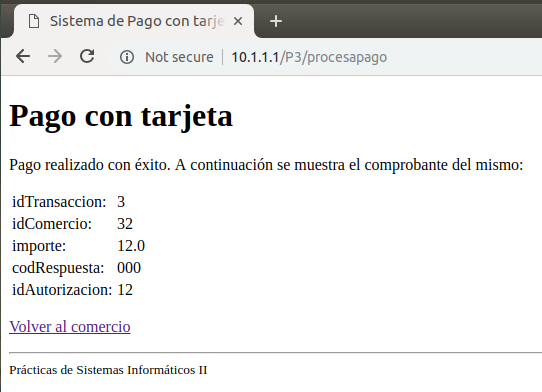 Sistema de Pago con tarje
Not secure | 10.1.1.1/P3/procesapago
Pago con tarjeta
Pago realizado con éxito. A continuación se muestra el comprobante del mismo:
idTransaccion: 3
idComercio: 32
importe: 12.0
codRespuesta: 000
idAutorizacion: 12
Volver al comercio
Prácticas de Sistemas Informáticos II